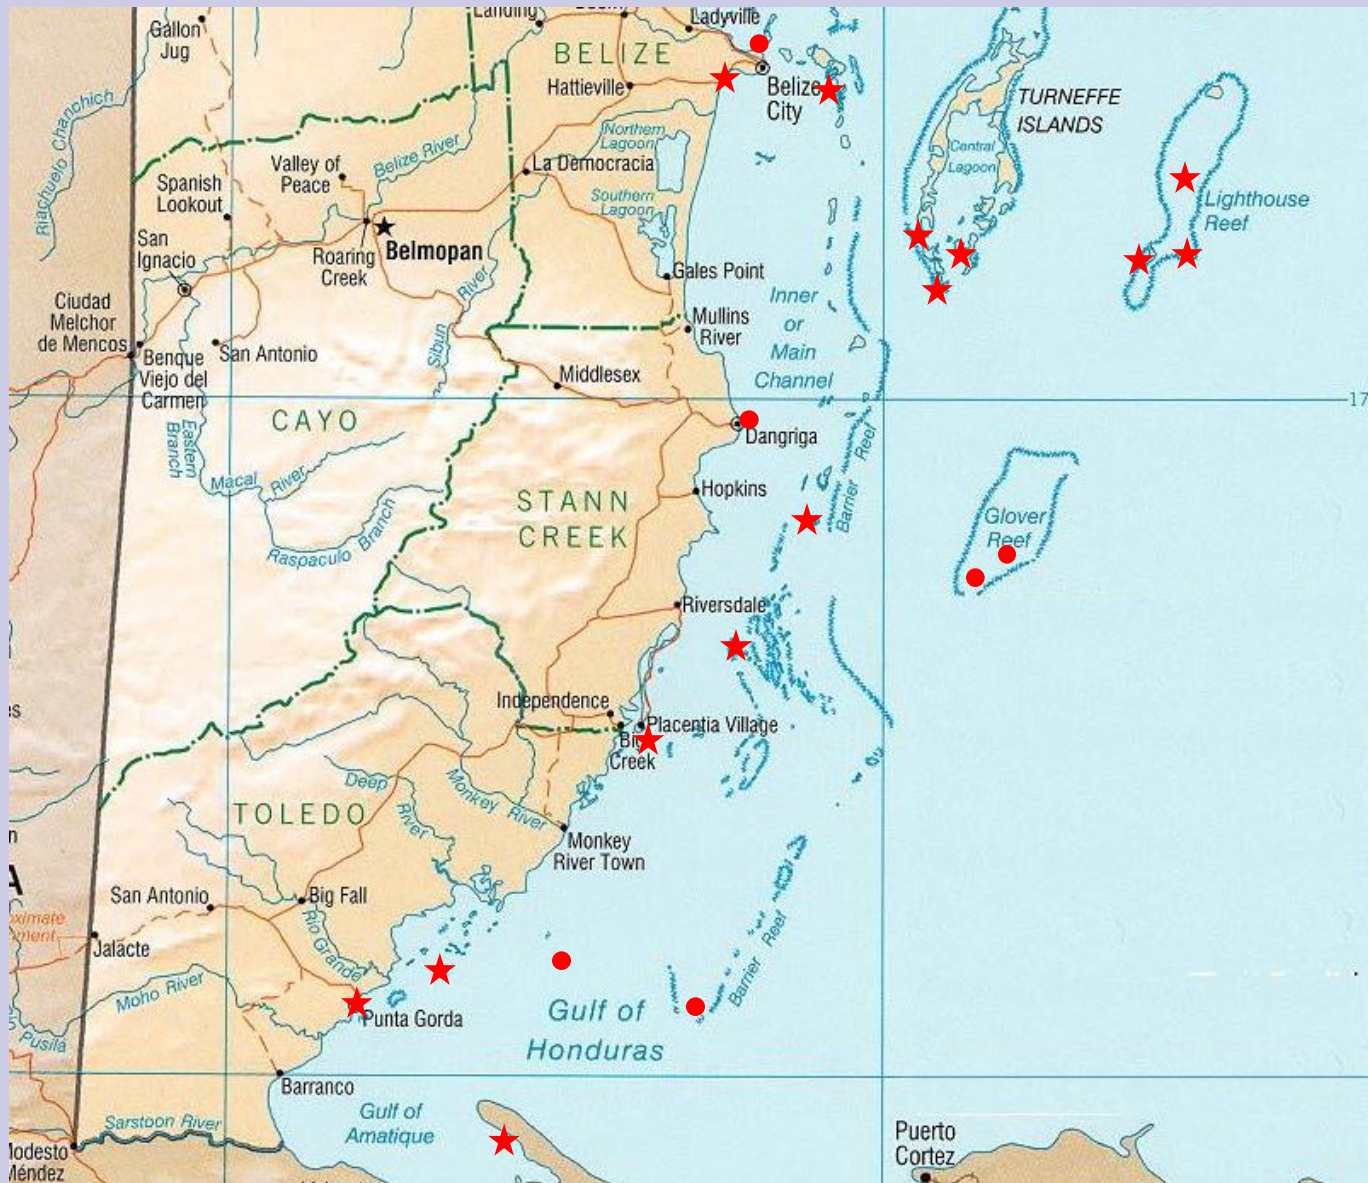 Landing
Ladyville
Gallon
Jug
BELIZE
Hattieville
Belize
City
TURNEFFE
ISLANDS
Riachuelo Chanchich
Northern
Lagoon
Central
Lagoon
Belize River
Valley of
Peace
La Democracia
Spanish
Lookout
Southern
Lagoon
Lighthouse
Reef
San
Ignacio
Roaring
Creek
Belmopan
Gales Point
Sibun
River
Inner
or
Main
Channel
Ciudad
Melchor
de Mencos
Mullins
River
Benque
Viejo del
Carmen
San Antonio
Middlesex
17
CAYO
Eastern
Branch
Dangriga
Barrier
Reef
Macal
River
Hopkins
STANN
CREEK
Raspaculo
Branch
Glover
Reef
Riversdale
Independence
Placentia Village
Big
Creek
Deep
River
Monkey
River
TOLEDO
Monkey
River Town
San Antonio
Big Fall
Rio Grande
Barrier
Reef
Jalacte
Moho River
Punta Gorda
Gulf of
Honduras
Pusila
Barranco
Sarstoon River
Gulf of
Amatique
Puerto
Cortez
Modesto
Méndez